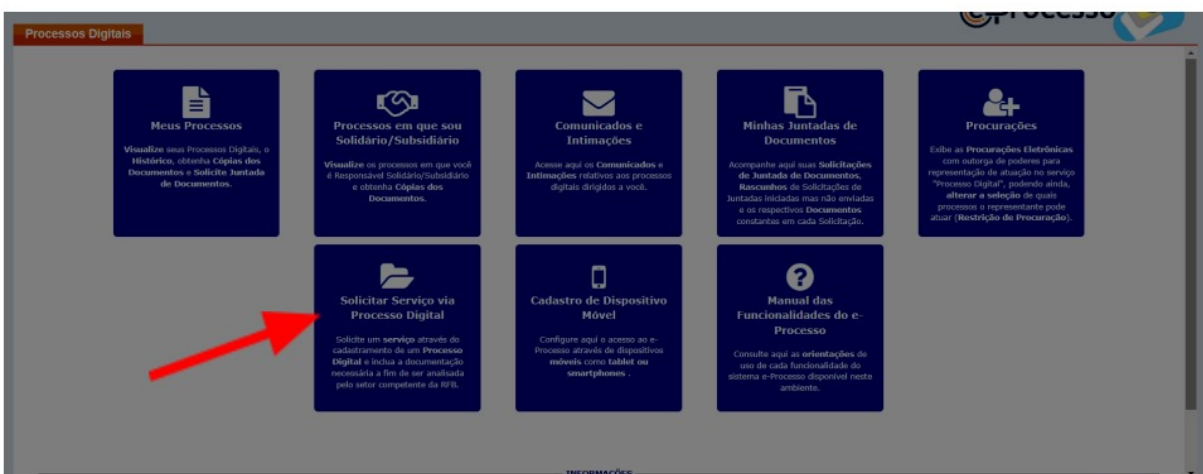 eProcesso
Processos Digitais
Meus Processos
Visualize seus Processos Digitais, o
Histórico, obtenha Cópias dos
Documentos e Solicite Juntada
de Documentos.
Processos em que sou
Solidário/Subsidiário
Visualize os processos em que você
é Responsável Solidário/Subsidiário
e obtenha Cópias dos
Documentos.
Comunicados e
Intimações
Acesse aqui os Comunicados e
Intimações relativos aos processos
digitais dirigidos a você.
Minhas Juntadas de
Documentos
Acompanhe aqui suas Solicitações
de Juntada de Documentos,
Rascunhos de Solicitações de
Juntadas iniciadas mas não enviadas
e os respectivos Documentos
constantes em cada Solicitação.
Procurações
Exibe as Procurações Eletrônicas
com outorga de poderes para
representação de atuação no serviço
"Processo Digital", podendo ainda,
alterar a seleção de quais
processos o representante pode
atuar (Restrição de Procuração).
Solicitar Serviço via
Processo Digital
Solicite um serviço através do
cadastramento de um Processo
Digital e inclua a documentação
necessária a fim de ser analisada
pelo setor competente da RFB.
Cadastro de Dispositivo
Móvel
Configure aqui o acesso ao e-
Processo através de dispositivos
móveis como tablet ou
smartphones .
Manual das
Funcionalidades do e-
Processo
Consulte aqui as orientações de
uso de cada funcionalidade do
sistema e-Processo disponível neste
ambiente.
INFORMAÇÕES